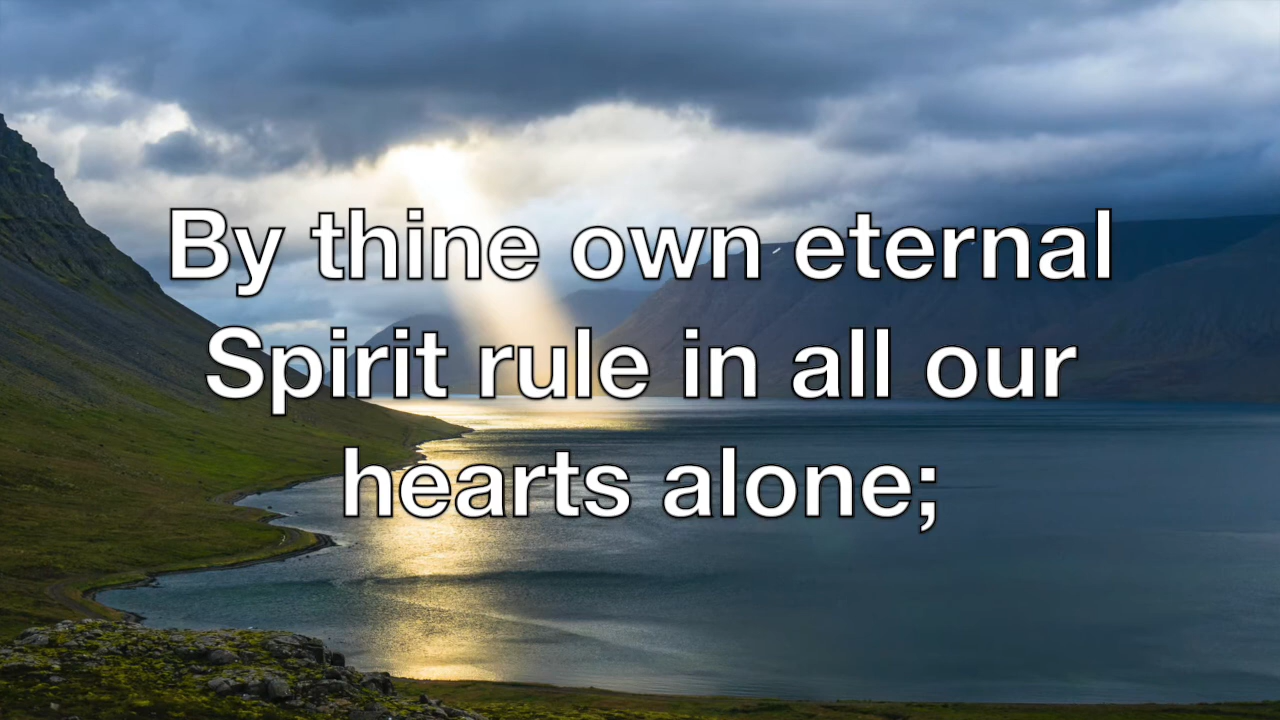 By thine own eternal
Spirit rule in all our
hearts alone;